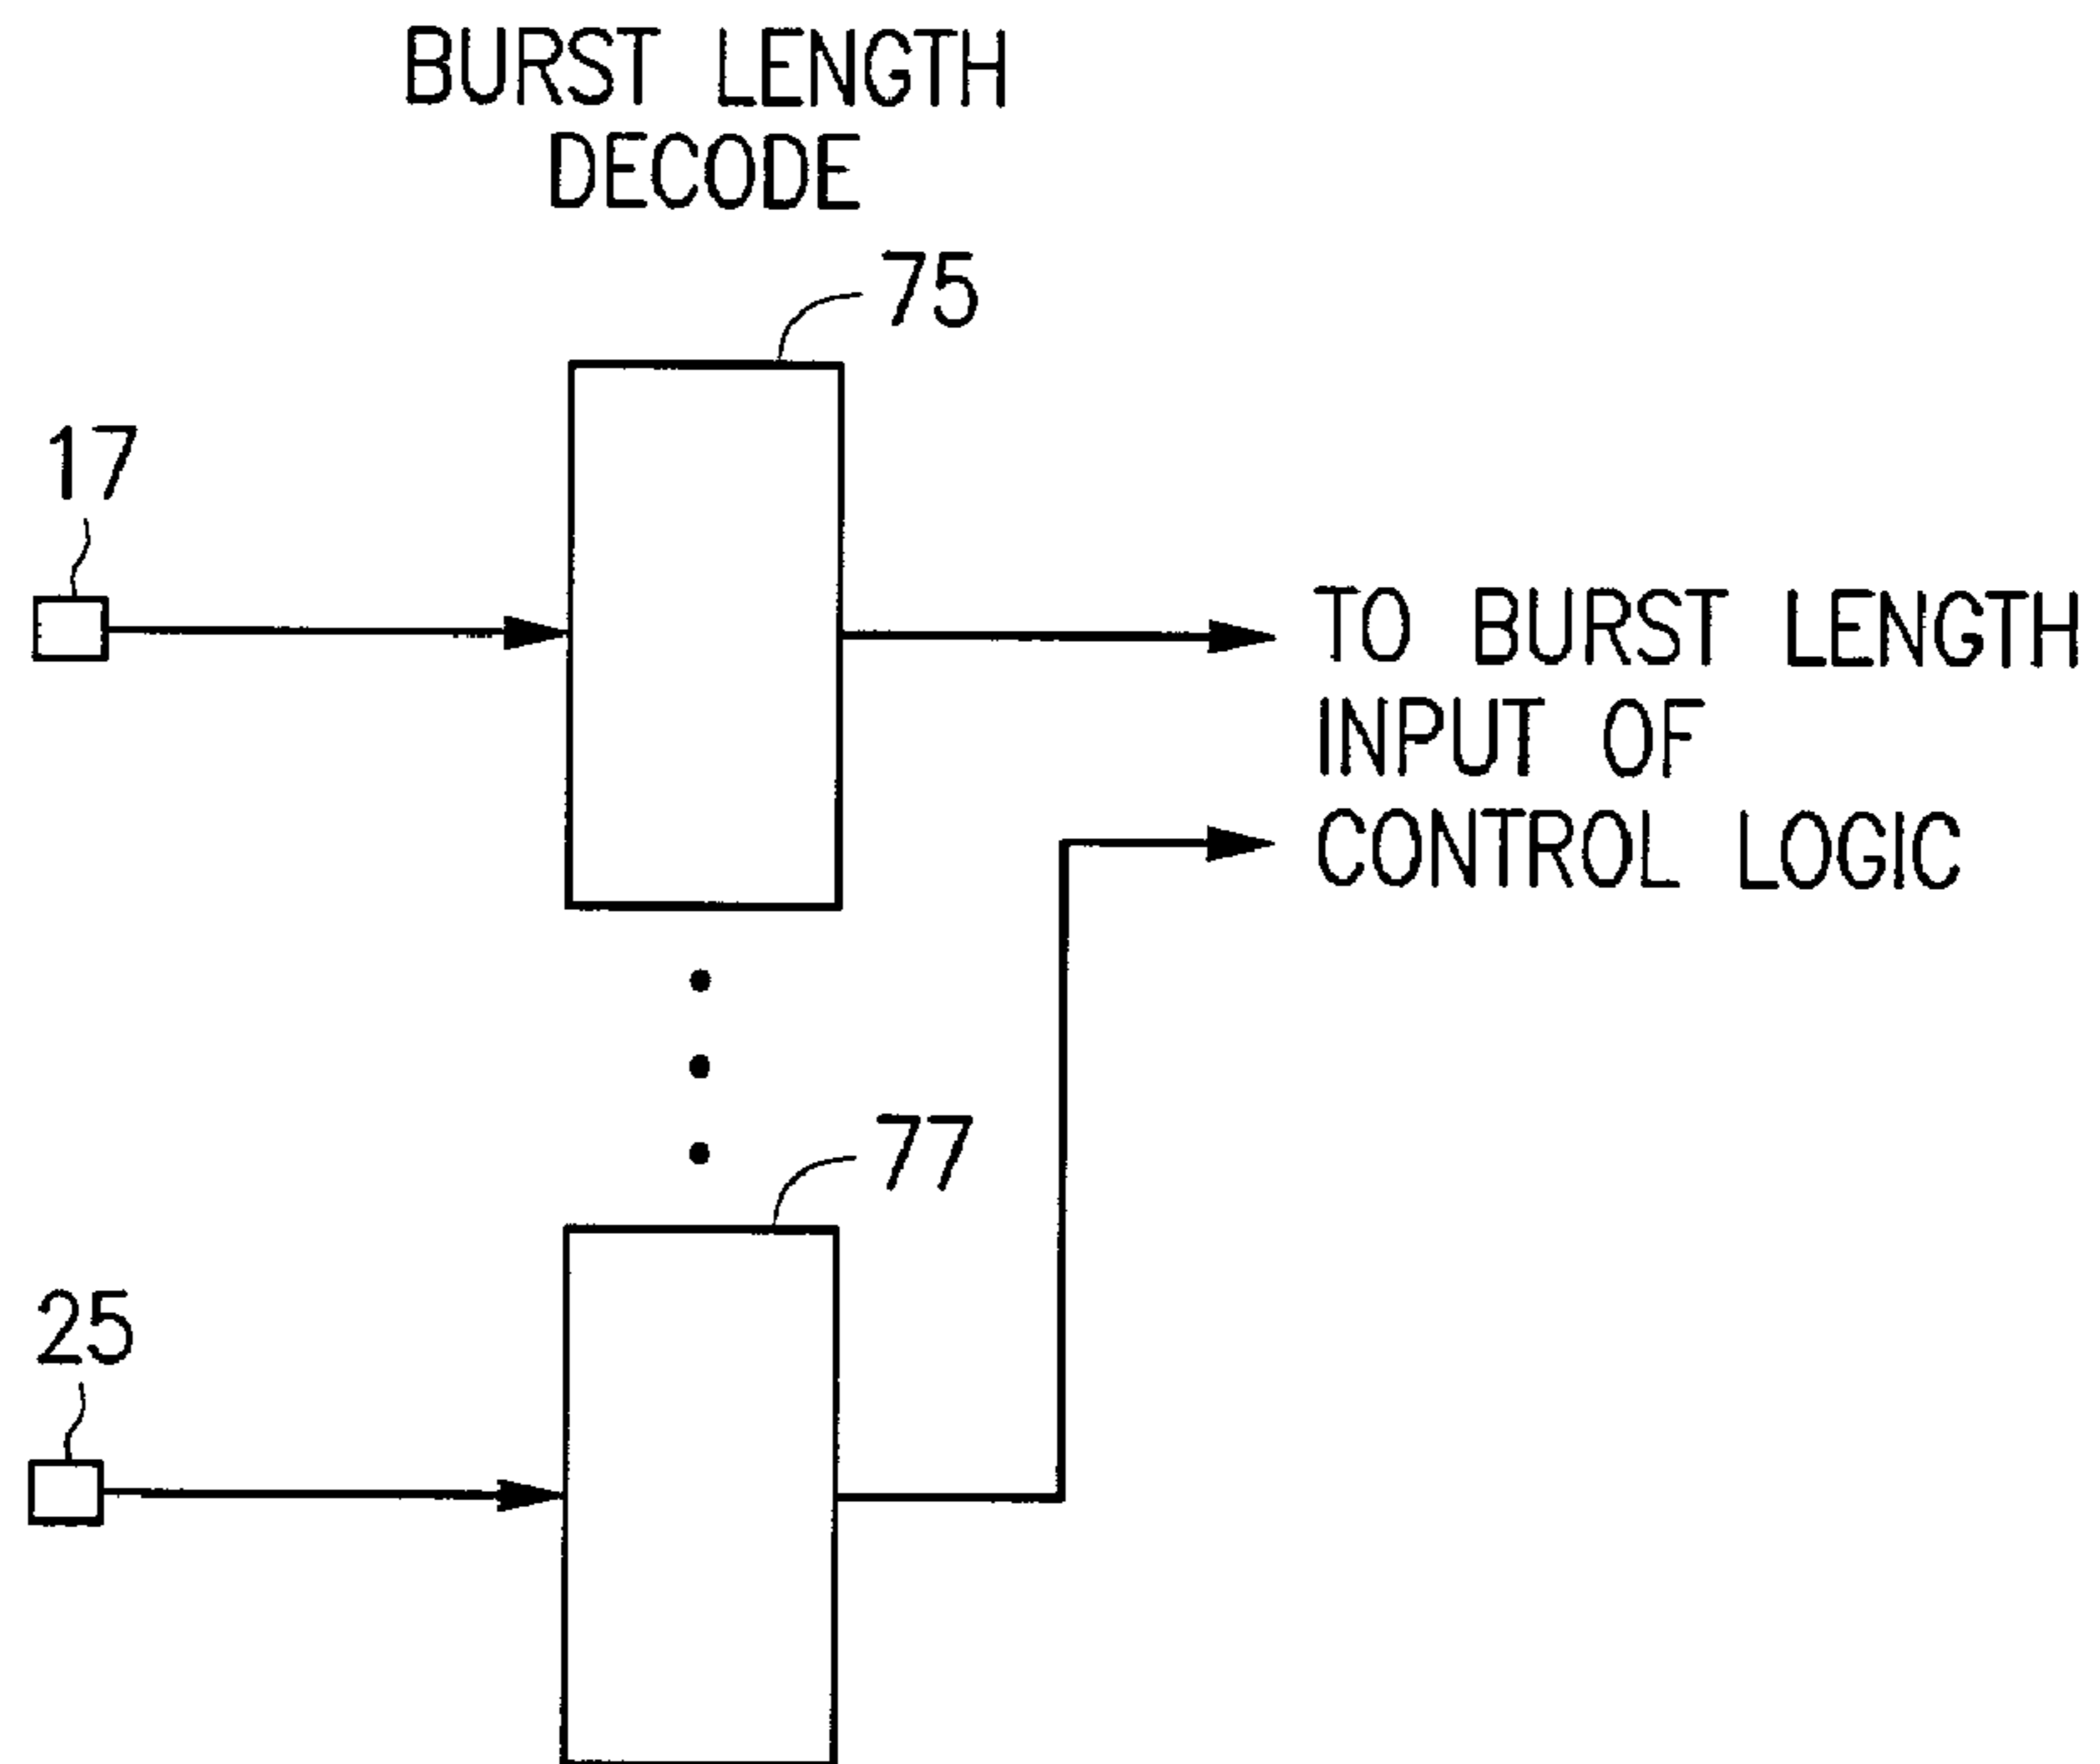 BURST LENGTH
DECODE
75
17
TO BURST LENGTH
INPUT OF
CONTROL LOGIC
77
25